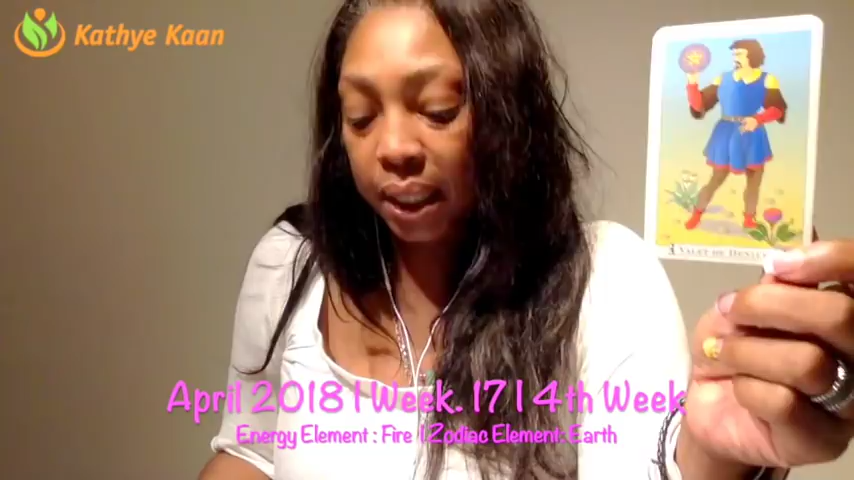 Kathye Kaan
April 2018 | Week. 17 | 4th Week
Energy Element : Fire | Zodiac Element: Earth